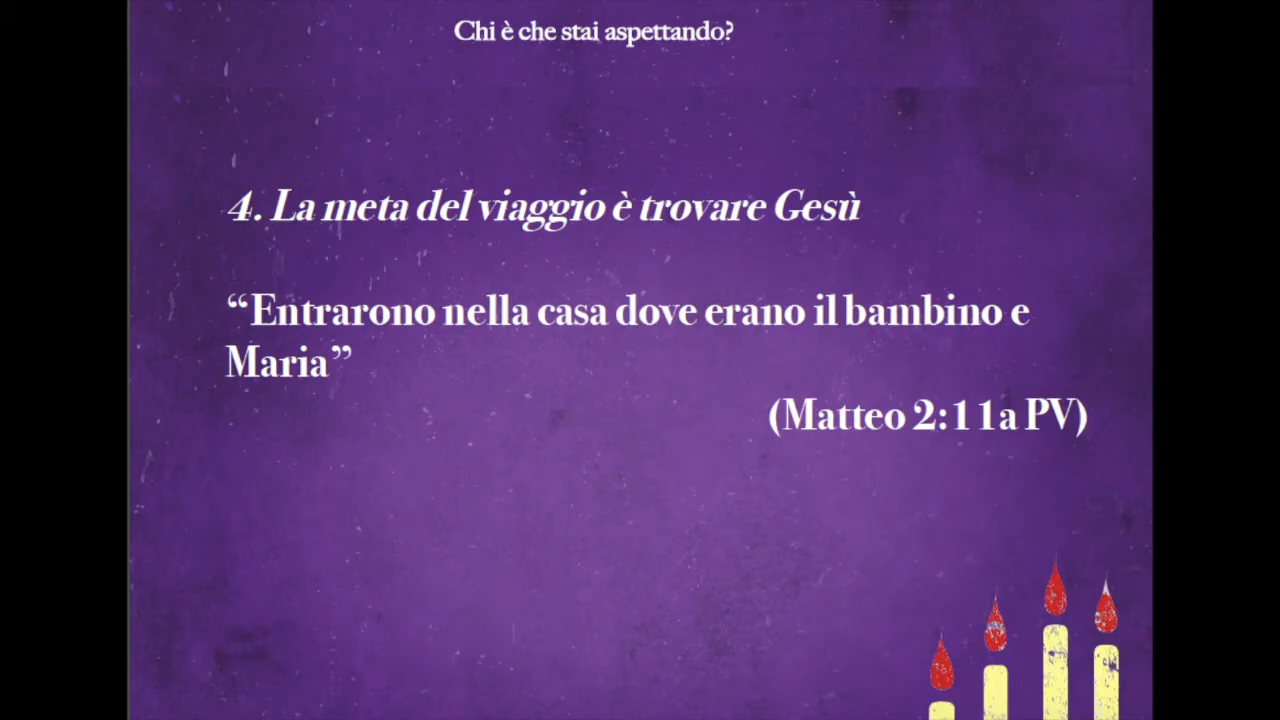 Chi è che stai aspettando?
4. La meta del viaggio è trovare Gesù
“Entrarono nella casa dove erano il bambino e
Maria”
(Matteo 2:11a PV)